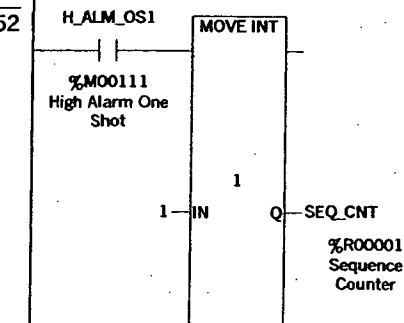 52
H_ALM_OS1
MOVE INT
%M00111
High Alarm One
Shot
1
1 IN Q SEQ_CNT
%R00001
Sequence
Counter